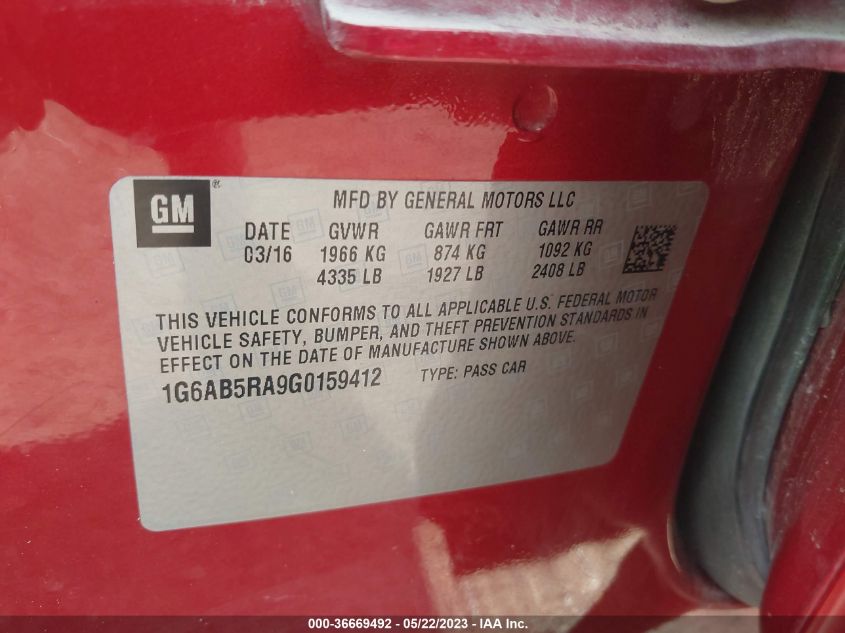 GM ®
MFD BY GENERAL MOTORS LLC
DATE GVWR GAWR FRT GAWR RR
03/16 1966 KG 874 KG 1092 KG
4335 LB 1927 LB 2408 LB
THIS VEHICLE CONFORMS TO ALL APPLICABLE U.S. FEDERAL MOTOR
VEHICLE SAFETY, BUMPER, AND THEFT PREVENTION STANDARDS IN
EFFECT ON THE DATE OF MANUFACTURE SHOWN ABOVE.
1G6AB5RA9G0159412 TYPE: PASS CAR
000-36669492 - 05/22/2023 - IAA Inc.